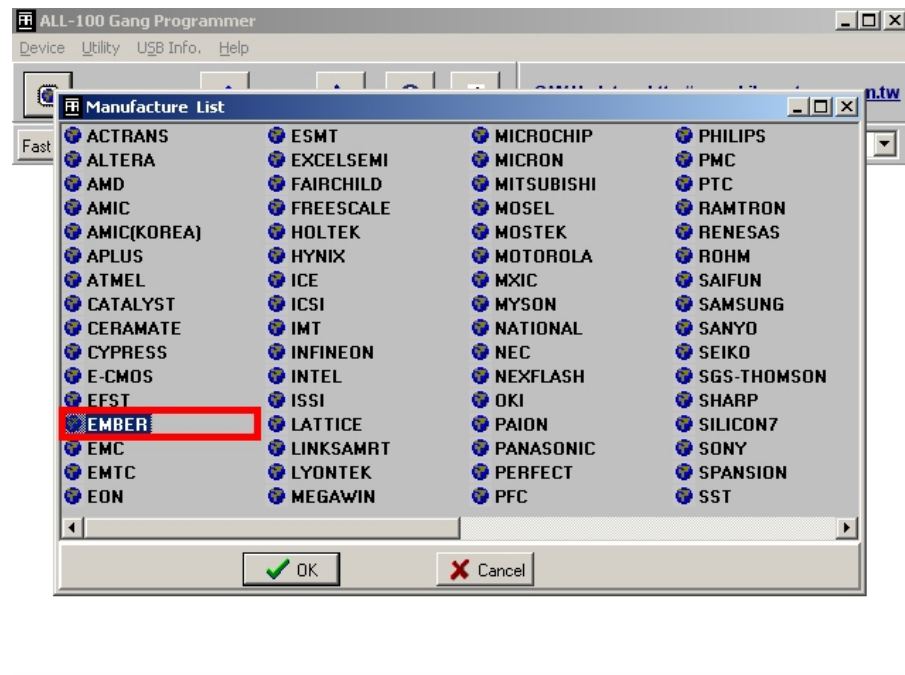 ALL-100 Gang Programmer
Device Utility USB Info. Help
n.tw
Manufacture List
Fast
ACTRANS ESMT MICROCHIP PHILIPS
ALTERA EXCELSEMI MICRON PMC
AMD FAIRCHILD MITSUBISHI PTC
AMIC FREESCALE MOSEL RAMTRON
AMIC(KOREA) HOLTEK MOSTEK RENESAS
APLUS HYNIX MOTOROLA ROHM
ATMEL ICE MXIC SAIFUN
CATALYST ICSI MYSON SAMSUNG
CERAMATE IMT NATIONAL SANYO
CYPRESS INFINEON NEC SEIKO
E-CMOS INTEL NEXFLASH SGS-THOMSON
EFST ISSI OKI SHARP
EMBER LATTICE PAION SILICON7
EMC LINKSAMRT PANASONIC SONY
EMTC LYONTEK PERFECT SPANSION
EON MEGAWIN PFC SST
OK Cancel